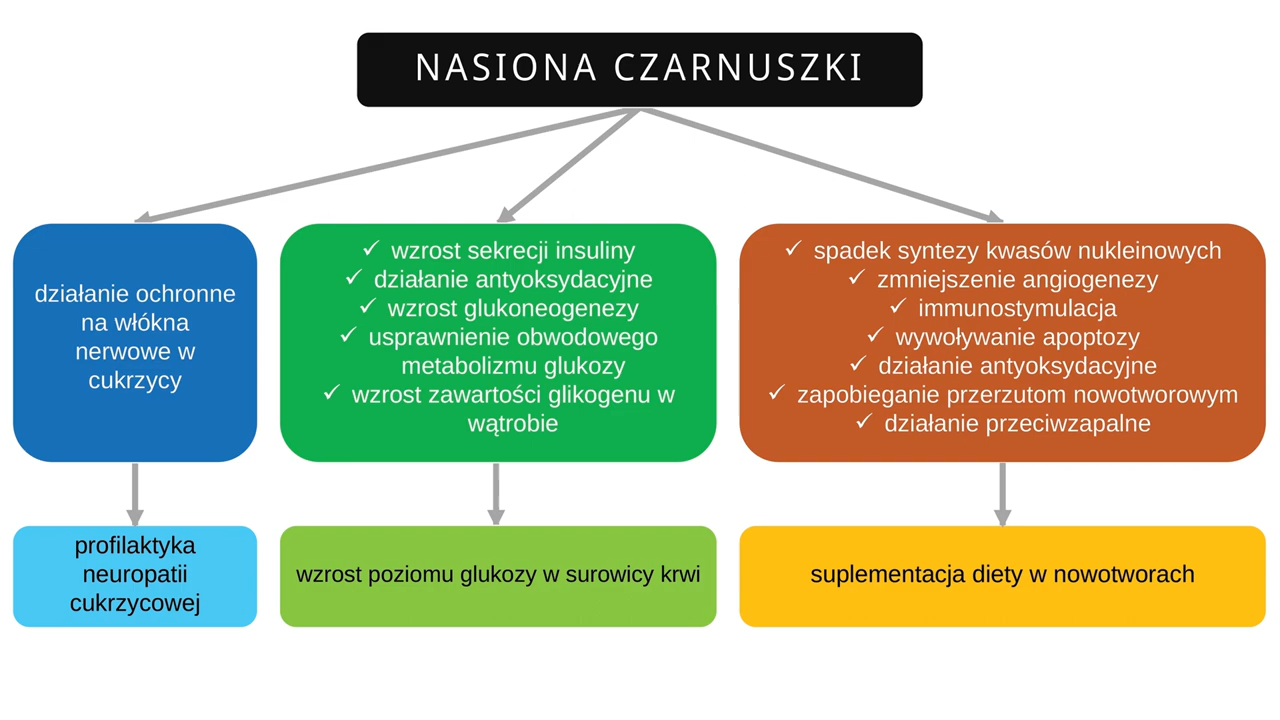 NASIONA CZARNUSZKI
działanie ochronne
na włókna
nerwowe w
cukrzycy
✓ wzrost sekrecji insuliny
✓ działanie antyoksydacyjne
✓ wzrost glukoneogenezy
✓ usprawnienie obwodowego
metabolizmu glukozy
✓ wzrost zawartości glikogenu w
wątrobie
✓ spadek syntezy kwasów nukleinowych
✓ zmniejszenie angiogenezy
✓ immunostymulacja
✓ wywoływanie apoptozy
✓ działanie antyoksydacyjne
✓ zapobieganie przerzutom nowotworowym
✓ działanie przeciwzapalne
profilaktyka
neuropatii
cukrzycowej
wzrost poziomu glukozy w surowicy krwi
suplementacja diety w nowotworach